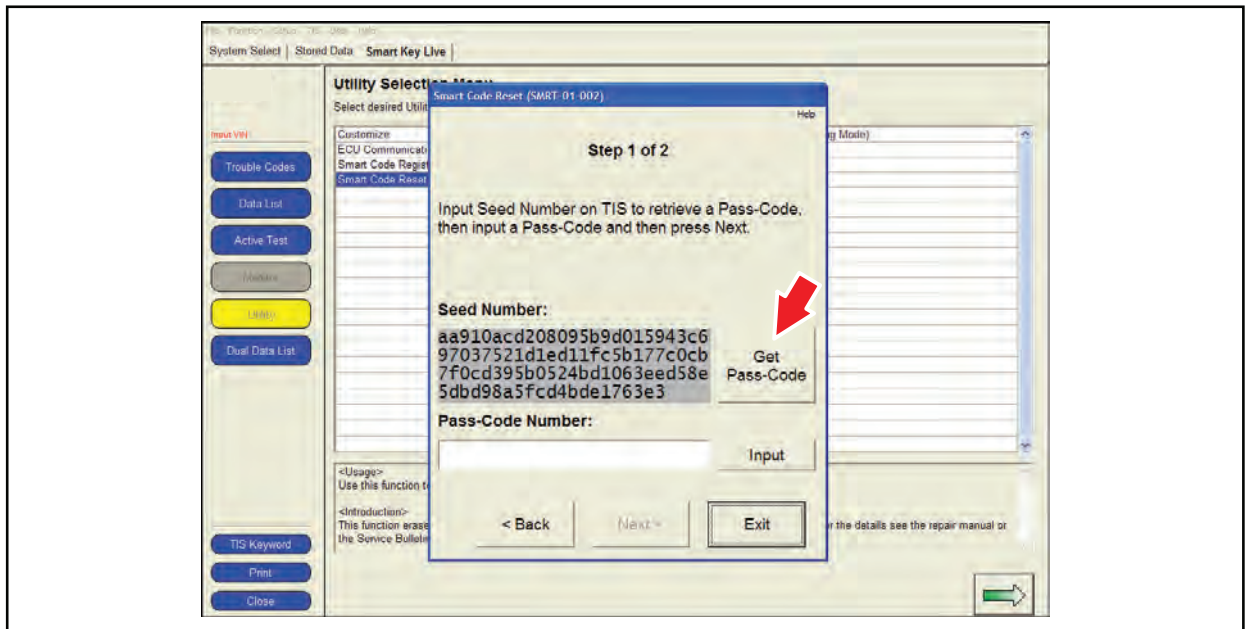 System Select | Stored Data Smart Key Live |
Utility Select
Select desired Utilit
Input VIN
Trouble Codes
Data List
Active Test
Utility
Dual Data List
TIS Keyword
Print
Close
Customize
ECU Communicati
Smart Code Regist
Smart Code Reset
g Mode)
Smart Code Reset (SMRT-01-002)
Help
Step 1 of 2
Input Seed Number on TIS to retrieve a Pass-Code,
then input a Pass-Code and then press Next.
Seed Number:
aa910acd208095b9d015943c6
97037521d1ed11fc5b177c0cb
7f0cd395b0524bd1063eed58e
5dbd98a5fcd4bde1763e3
Get
Pass-Code
Pass-Code Number:
Input
< Back
Next >
Exit
<Usage>
Use this function t
<Introduction>
This function erase
r the details see the repair manual or
the Service Bulletin